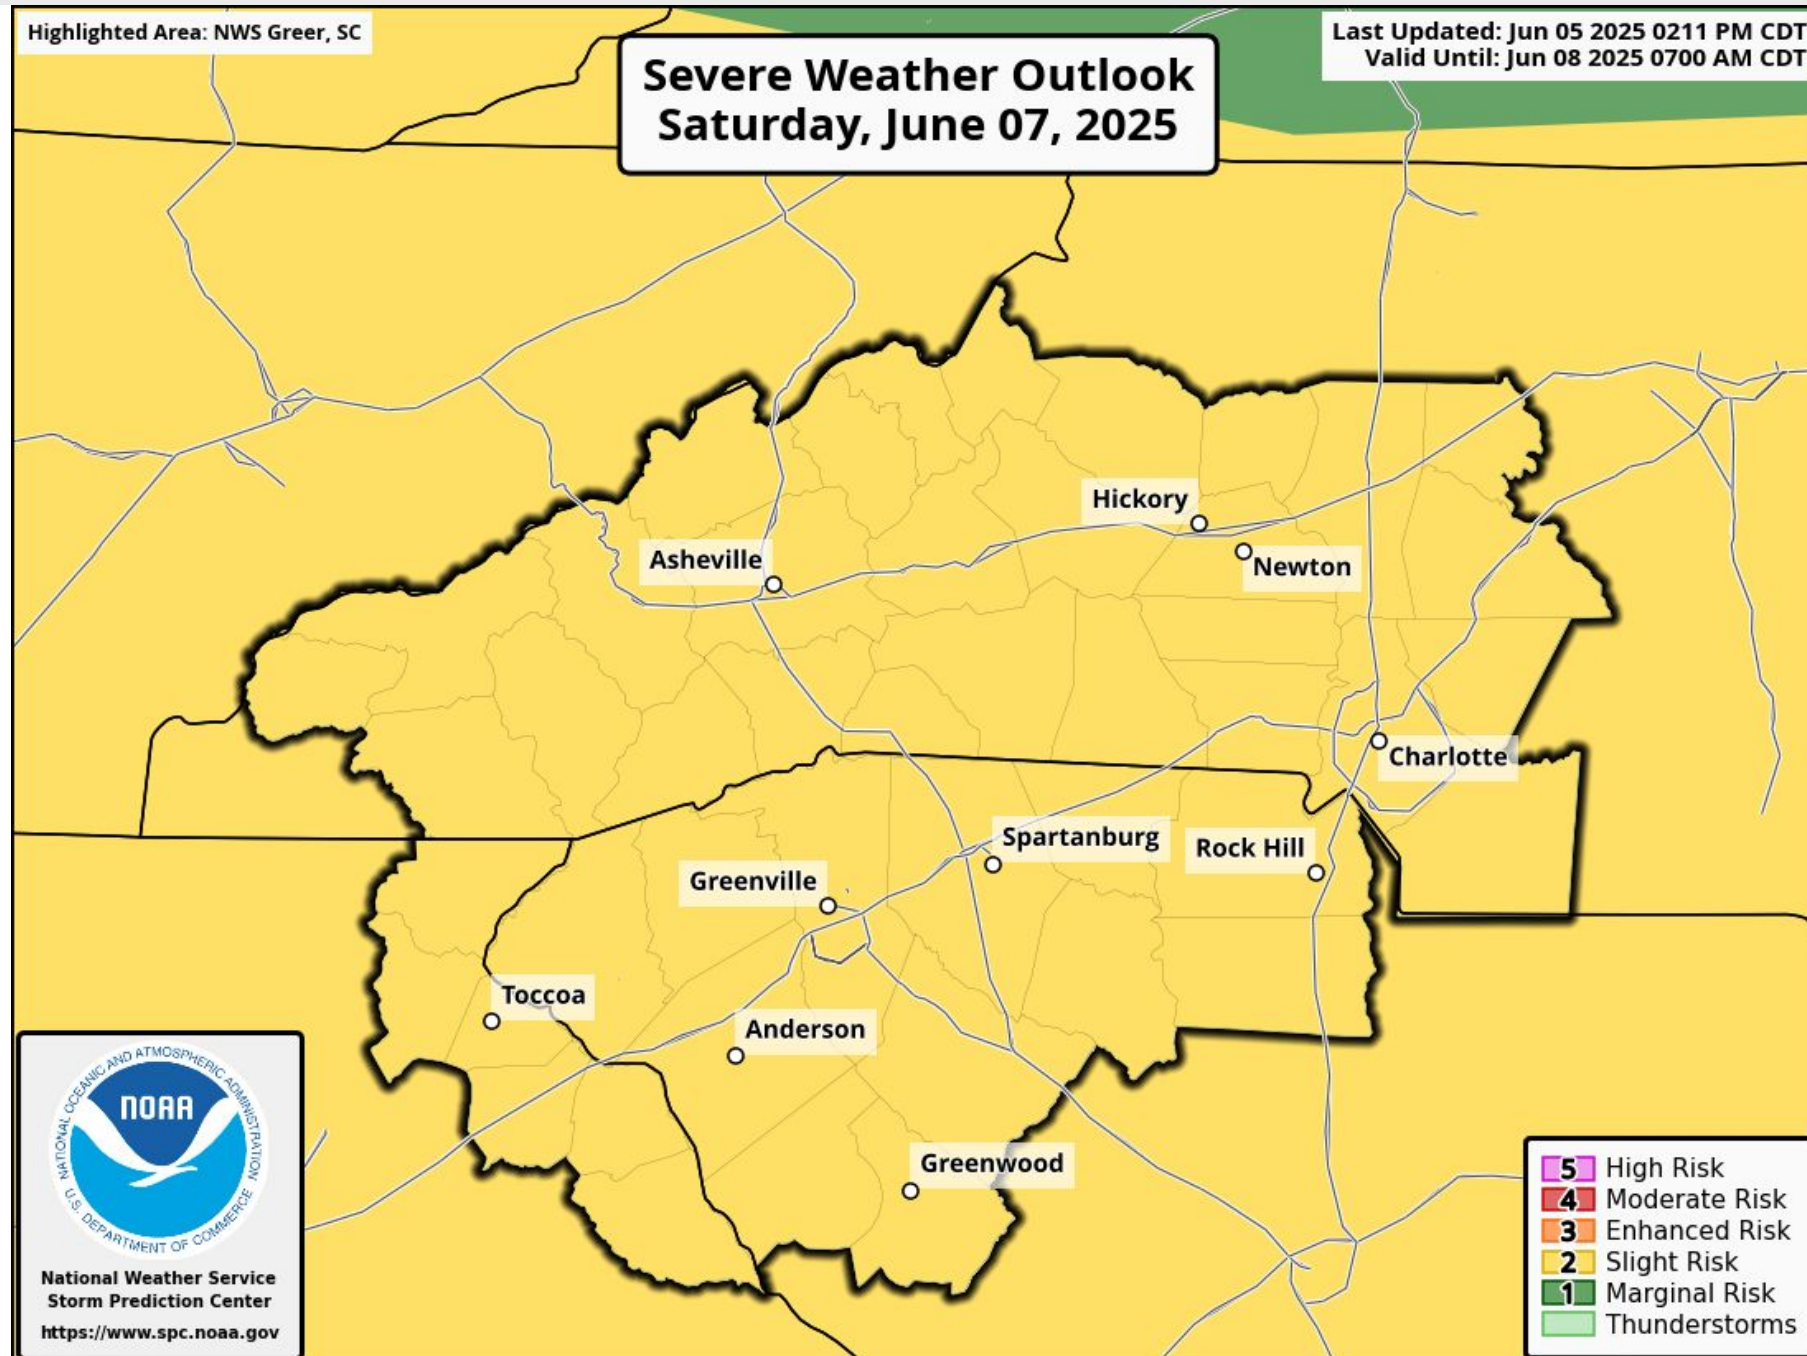 Highlighted Area: NWS Greer, SC
Severe Weather Outlook
Saturday, June 07, 2025
Last Updated: Jun 05 2025 0211 PM CDT
Valid Until: Jun 08 2025 0700 AM CDT
Hickory
Newton
Asheville
Charlotte
Spartanburg
Rock Hill
Greenville
Toccoa
Anderson
Greenwood
NATIONAL OCEANIC AND ATMOSPHERIC ADMINISTRATION
NOAA
U.S. DEPARTMENT OF COMMERCE
National Weather Service
Storm Prediction Center
https://www.spc.noaa.gov
5 High Risk
4 Moderate Risk
3 Enhanced Risk
2 Slight Risk
1 Marginal Risk
Thunderstorms